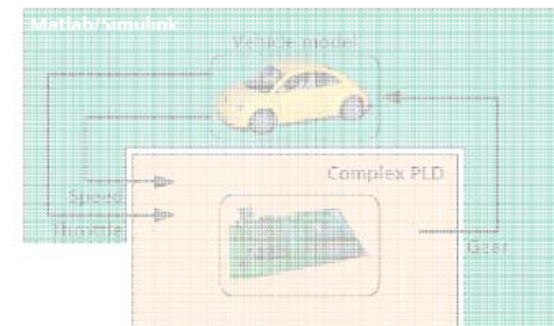 Matlab/Simulink
Vehicle model
Complex PLD
Speed
Throttle
Gear